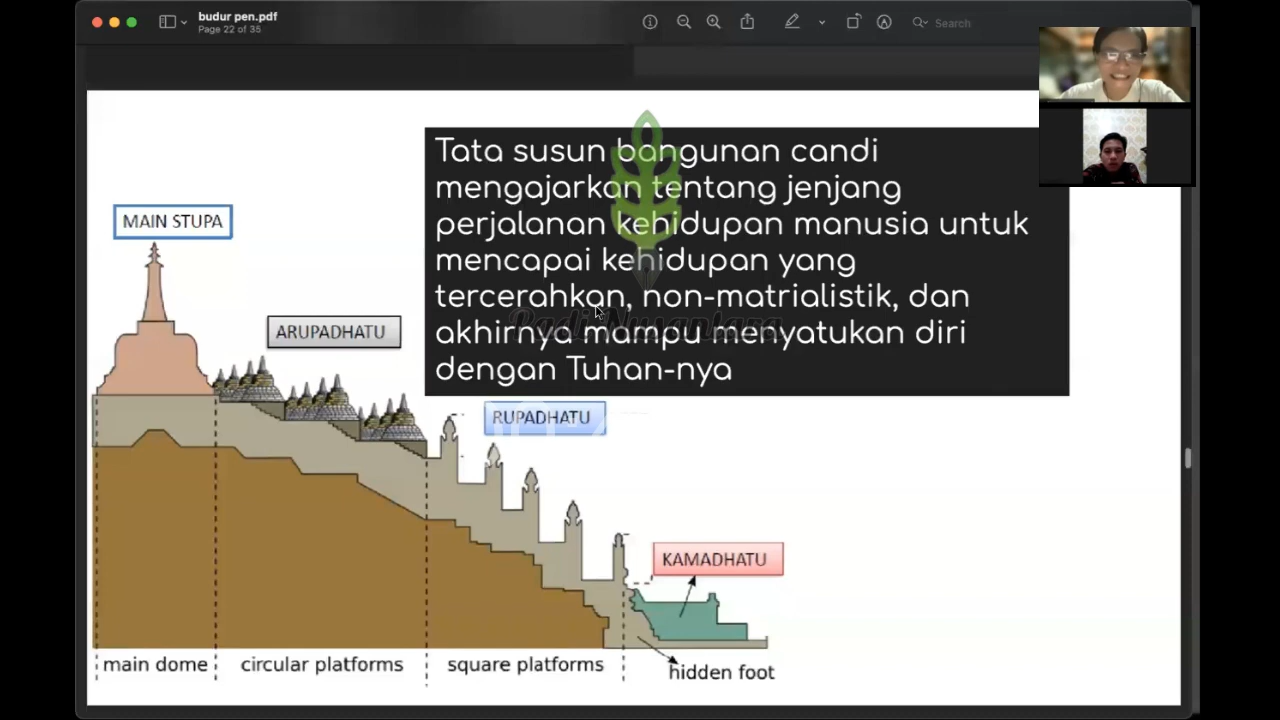 budur pen.pdf
Page 22 of 35
Search
Tata susun bangunan candi
mengajarkan tentang jenjang
perjalanan kehidupan manusia untuk
mencapai kehidupan yang
tercerahkan, non-matrialistik, dan
akhirnya mampu menyatukan diri
dengan Tuhan-nya
Padi Nusantara
MAIN STUPA
ARUPADHATU
RUPADHATU
KAMADHATU
main dome
circular platforms
square platforms
hidden foot